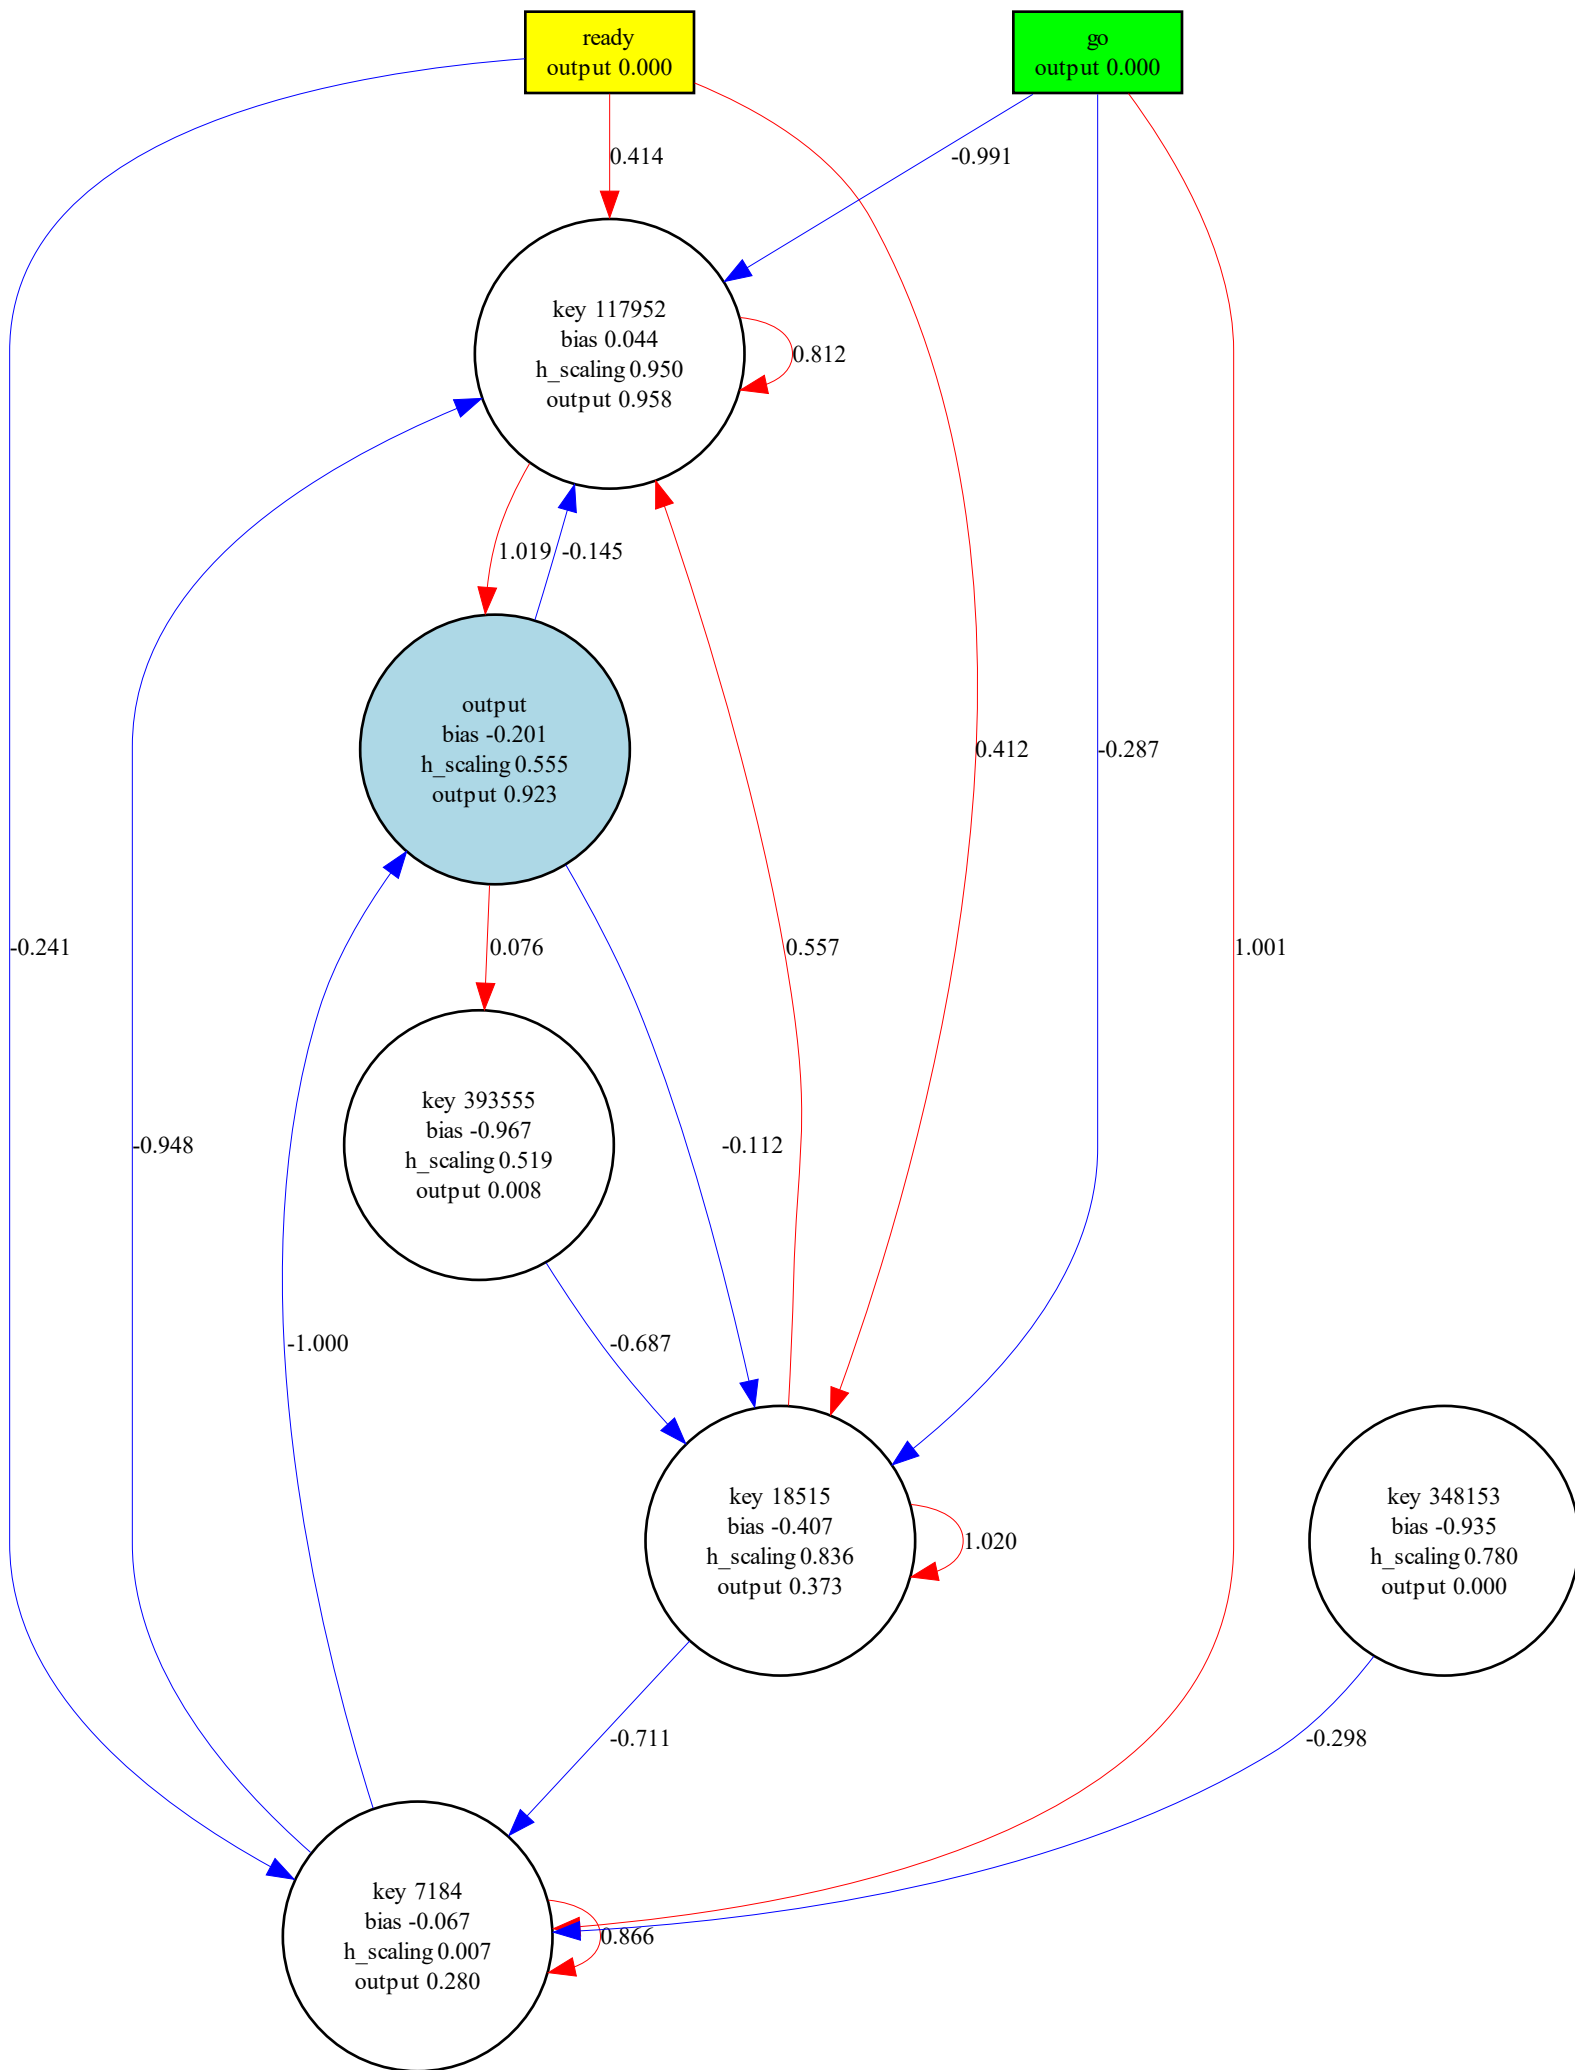 ready
output 0.000
go
output 0.000
0.414
-0.991
key 117952
bias 0.044
h_scaling 0.950
output 0.958
0.812
1.019
-0.145
output
bias -0.201
h_scaling 0.555
output 0.923
0.412
-0.287
-0.241
0.076
0.557
1.001
key 393555
bias -0.967
h_scaling 0.519
output 0.008
-0.948
-0.112
-1.000
-0.687
key 18515
bias -0.407
h_scaling 0.836
output 0.373
1.020
key 348153
bias -0.935
h_scaling 0.780
output 0.000
-0.711
-0.298
key 7184
bias -0.067
h_scaling 0.007
output 0.280
0.866